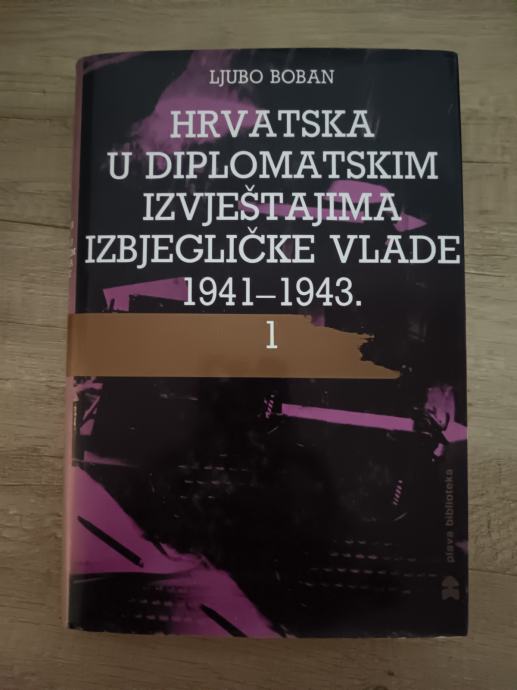 LJUBO BOBAN
HRVATSKA
U DIPLOMATSKIM
IZVJEŠTAJIMA
IZBJEGLIČKE VLADE
1941–1943.
1
plava biblioteka